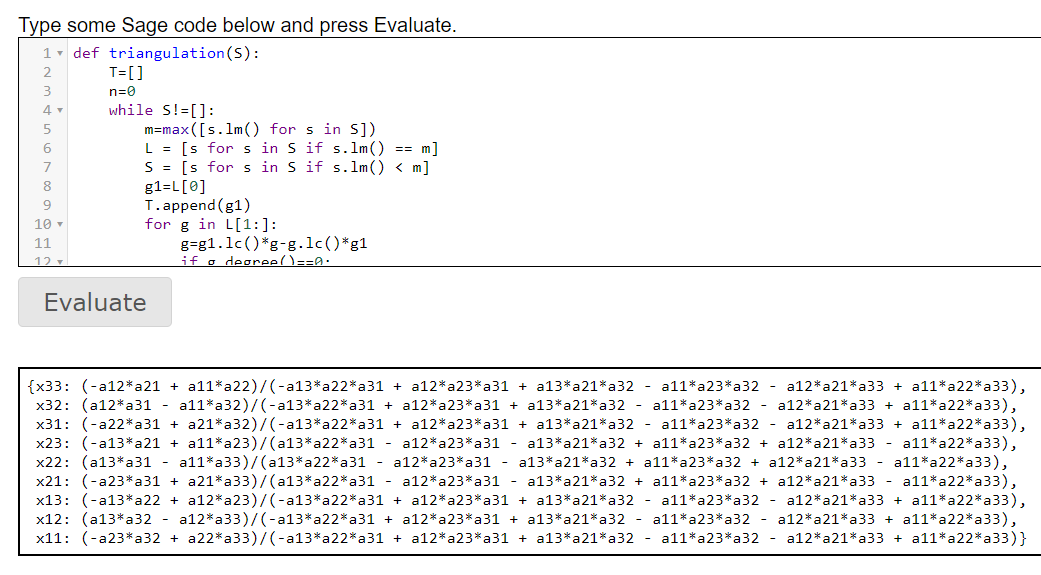 Type some Sage code below and press Evaluate.
1 def triangulation(S):
2 T=[]
3 n=0
4 while S!=[]:
5 m=max([s.lm() for s in S])
6 L = [s for s in S if s.lm() == m]
7 S = [s for s in S if s.lm() < m]
8 g1=L[0]
9 T.append(g1)
10 for g in L[1:]:
11 g=g1.lc()*g-g.lc()*g1
12 if g.degree()==0:
Evaluate
{x33: (-a12*a21 + a11*a22)/(-a13*a22*a31 + a12*a23*a31 + a13*a21*a32 - a11*a23*a32 - a12*a21*a33 + a11*a22*a33),
x32: (a12*a31 - a11*a32)/(-a13*a22*a31 + a12*a23*a31 + a13*a21*a32 - a11*a23*a32 - a12*a21*a33 + a11*a22*a33),
x31: (-a22*a31 + a21*a32)/(-a13*a22*a31 + a12*a23*a31 + a13*a21*a32 - a11*a23*a32 - a12*a21*a33 + a11*a22*a33),
x23: (-a13*a21 + a11*a23)/(a13*a22*a31 - a12*a23*a31 - a13*a21*a32 + a11*a23*a32 + a12*a21*a33 - a11*a22*a33),
x22: (a13*a31 - a11*a33)/(a13*a22*a31 - a12*a23*a31 - a13*a21*a32 + a11*a23*a32 + a12*a21*a33 - a11*a22*a33),
x21: (-a23*a31 + a21*a33)/(a13*a22*a31 - a12*a23*a31 - a13*a21*a32 + a11*a23*a32 + a12*a21*a33 - a11*a22*a33),
x13: (-a13*a22 + a12*a23)/(-a13*a22*a31 + a12*a23*a31 + a13*a21*a32 - a11*a23*a32 - a12*a21*a33 + a11*a22*a33),
x12: (a13*a32 - a12*a33)/(-a13*a22*a31 + a12*a23*a31 + a13*a21*a32 - a11*a23*a32 - a12*a21*a33 + a11*a22*a33),
x11: (-a23*a32 + a22*a33)/(-a13*a22*a31 + a12*a23*a31 + a13*a21*a32 - a11*a23*a32 - a12*a21*a33 + a11*a22*a33)}